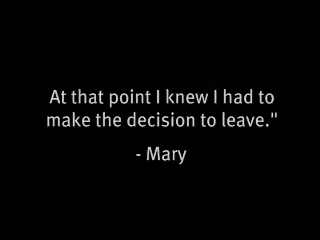 At that point I knew I had to
make the decision to leave."
- Mary